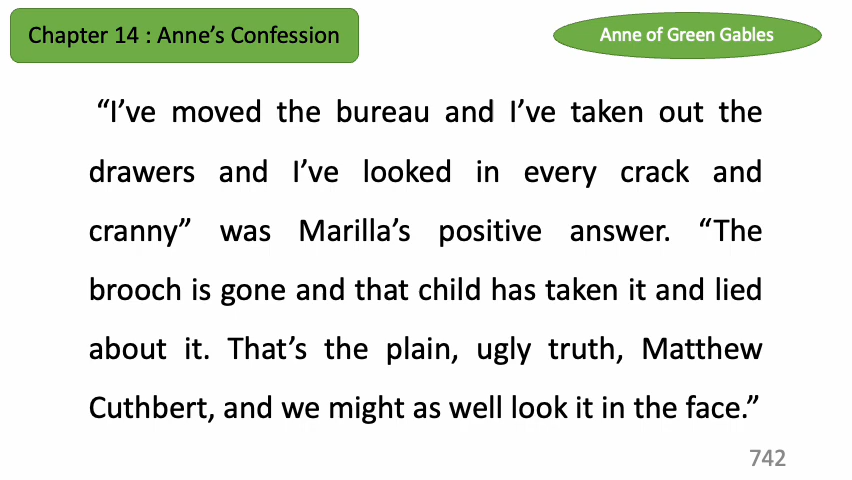 Chapter 14 : Anne’s Confession
Anne of Green Gables
“I’ve moved the bureau and I’ve taken out the
drawers and I’ve looked in every crack and
cranny” was Marilla’s positive answer. “The
brooch is gone and that child has taken it and lied
about it. That’s the plain, ugly truth, Matthew
Cuthbert, and we might as well look it in the face.”
742